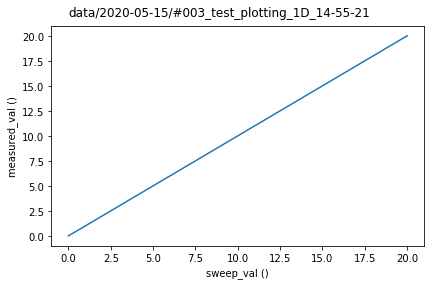 data/2020-05-15/#003_test_plotting_1D_14-55-21
measured_val ()
20.0
17.5
15.0
12.5
10.0
7.5
5.0
2.5
0.0
0.0 2.5 5.0 7.5 10.0 12.5 15.0 17.5 20.0
sweep_val ()